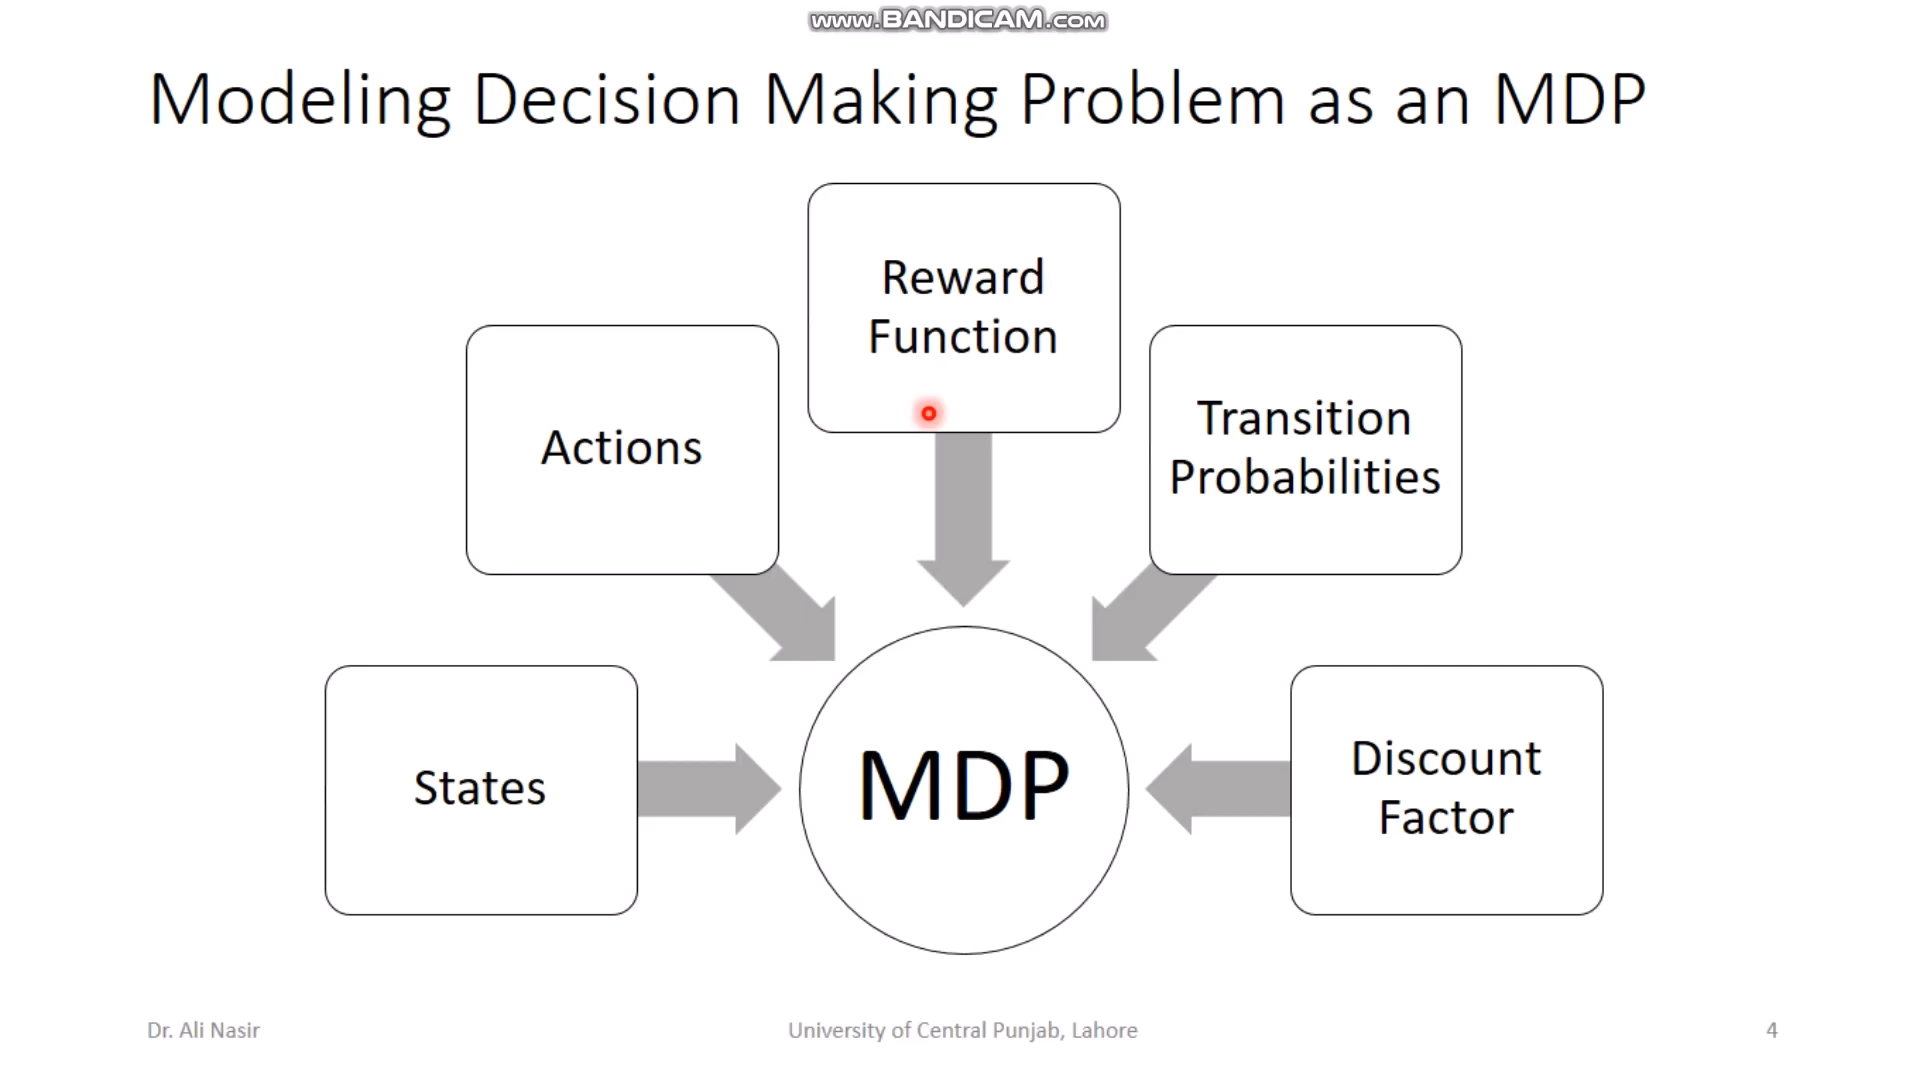 www.BANDICAM.com
Modeling Decision Making Problem as an MDP
Reward
Function
Actions
Transition
Probabilities
States
MDP
Discount
Factor
Dr. Ali Nasir
University of Central Punjab, Lahore
4